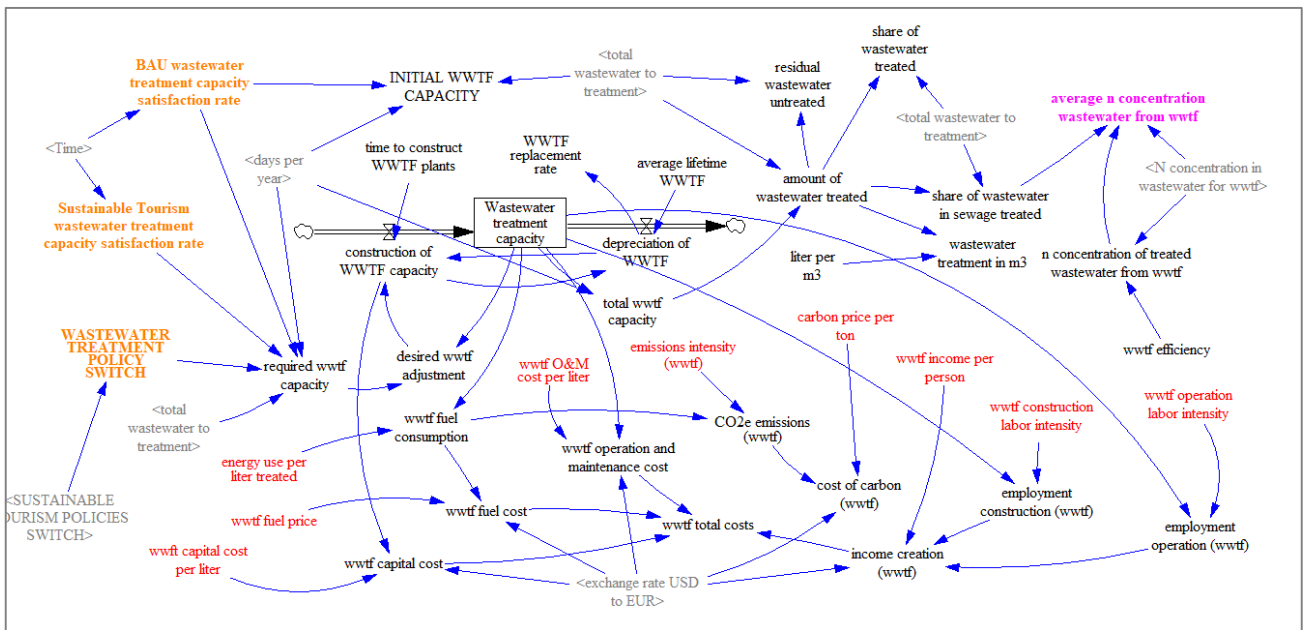 BAU wastewater
treatment capacity
satisfaction rate
INITIAL WWTF
CAPACITY
<total
wastewater to
treatment>
residual
wastewater
untreated
share of
wastewater
treated
average n concentration
wastewater from wwtf
<Time>
<days per
year>
time to construct
WWTF plants
WWTF
replacement
rate
average lifetime
WWTF
amount of
wastewater treated
<total wastewater to
treatment>
<N concentration in
wastewater for wwtf>
Sustainable Tourism
wastewater treatment
capacity satisfaction rate
Wastewater
treatment
capacity
construction of
WWTF capacity
depreciation of
WWTF
share of wastewater
in sewage treated
wastewater
treatment in m3
liter per
m3
n concentration of treated
wastewater from wwtf
total wwtf
capacity
WASTEWATER
TREATMENT
POLICY
SWITCH
required wwtf
capacity
desired wwtf
adjustment
wwtf O&M
cost per liter
emissions intensity
(wwtf)
carbon price per
ton
wwtf income per
person
wwtf efficiency
<total
wastewater to
treatment>
wwtf fuel
consumption
CO2e emissions
(wwtf)
wwtf construction
labor intensity
wwtf operation
labor intensity
energy use per
liter treated
wwtf operation and
maintenance cost
cost of carbon
(wwtf)
employment
construction (wwtf)
<SUSTAINABLE
OURISM POLICIES
SWITCH>
wwtf fuel price
wwtf fuel cost
wwtf total costs
employment
operation (wwtf)
wwft capital cost
per liter
wwtf capital cost
<exchange rate USD
to EUR>
income creation
(wwtf)